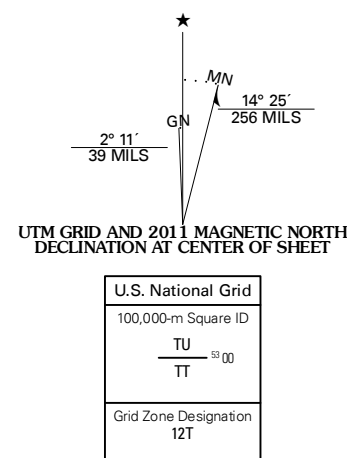 ★
MN
GN
14° 25´
256 MILS
2° 11´
39 MILS
UTM GRID AND 2011 MAGNETIC NORTH
DECLINATION AT CENTER OF SHEET
U.S. National Grid
100,000-m Square ID
TU
53 00
TT
Grid Zone Designation
12T